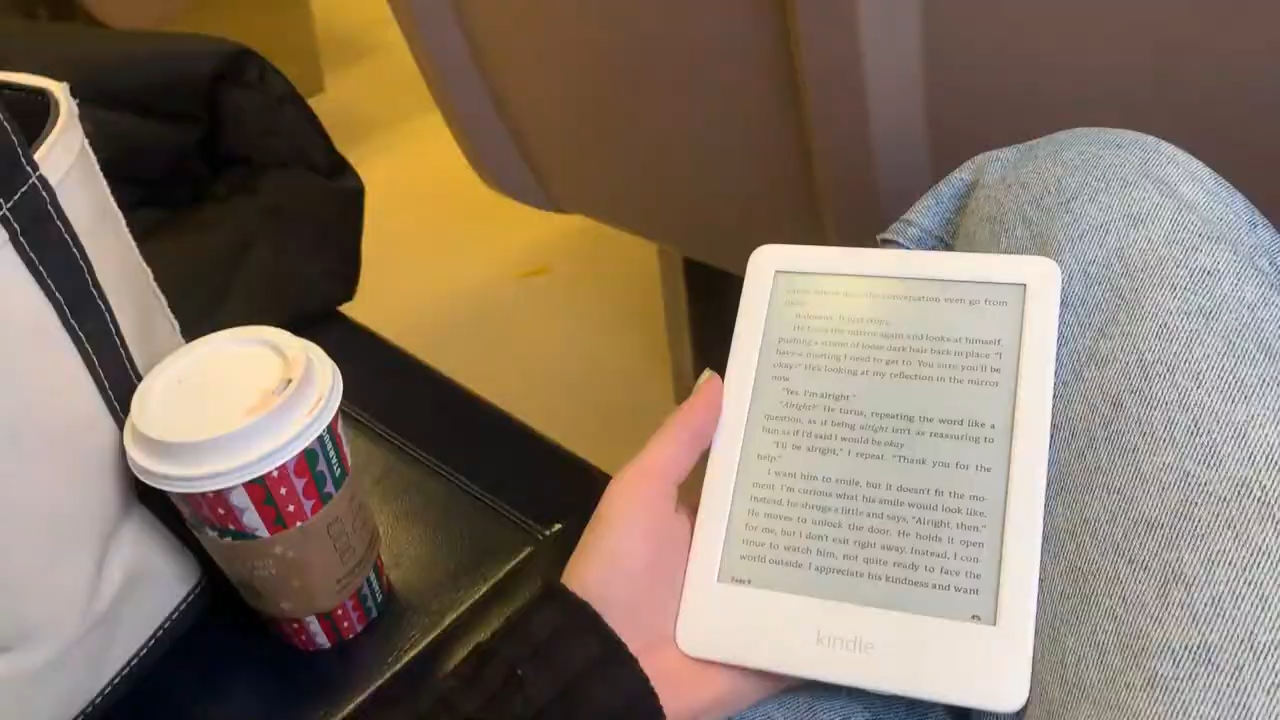 STARBUCKS
the conversation even go from
He turns the mirror again and looks at himself,
pushing a strand of loose dark hair back in place. "I
have a meeting I need to get to. You sure you'll be
okay?" He's looking at my reflection in the mirror
now.
"Yes. I'm alright."
"Alright?" He turns, repeating the word like a
question, as if being alright isn't as reassuring to
him as if I'd said I would be okay.
"I'll be alright," I repeat. "Thank you for the
help."
I want him to smile, but it doesn't fit the mo-
ment. I'm curious what his smile would look like.
Instead, he shrugs a little and says, "Alright, then."
He moves to unlock the door. He holds it open
for me, but I don't exit right away. Instead, I con-
tinue to watch him, not quite ready to face the
world outside. I appreciate his kindness and want
kindle